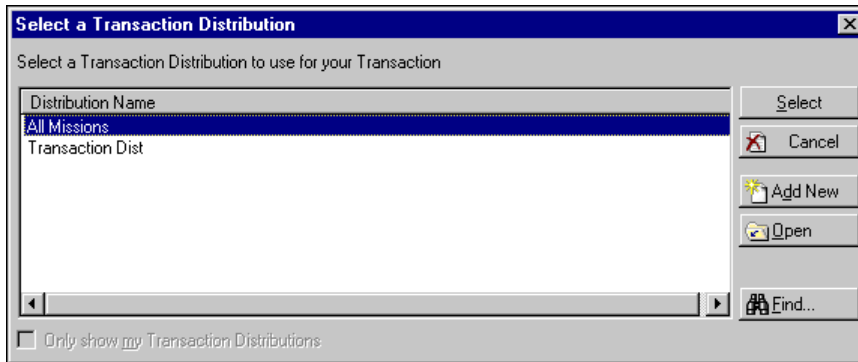 Select a Transaction Distribution
Select a Transaction Distribution to use for your Transaction
Distribution Name
All Missions
Transaction Dist
Select
Cancel
Add New
Open
Find...
Only show my Transaction Distributions